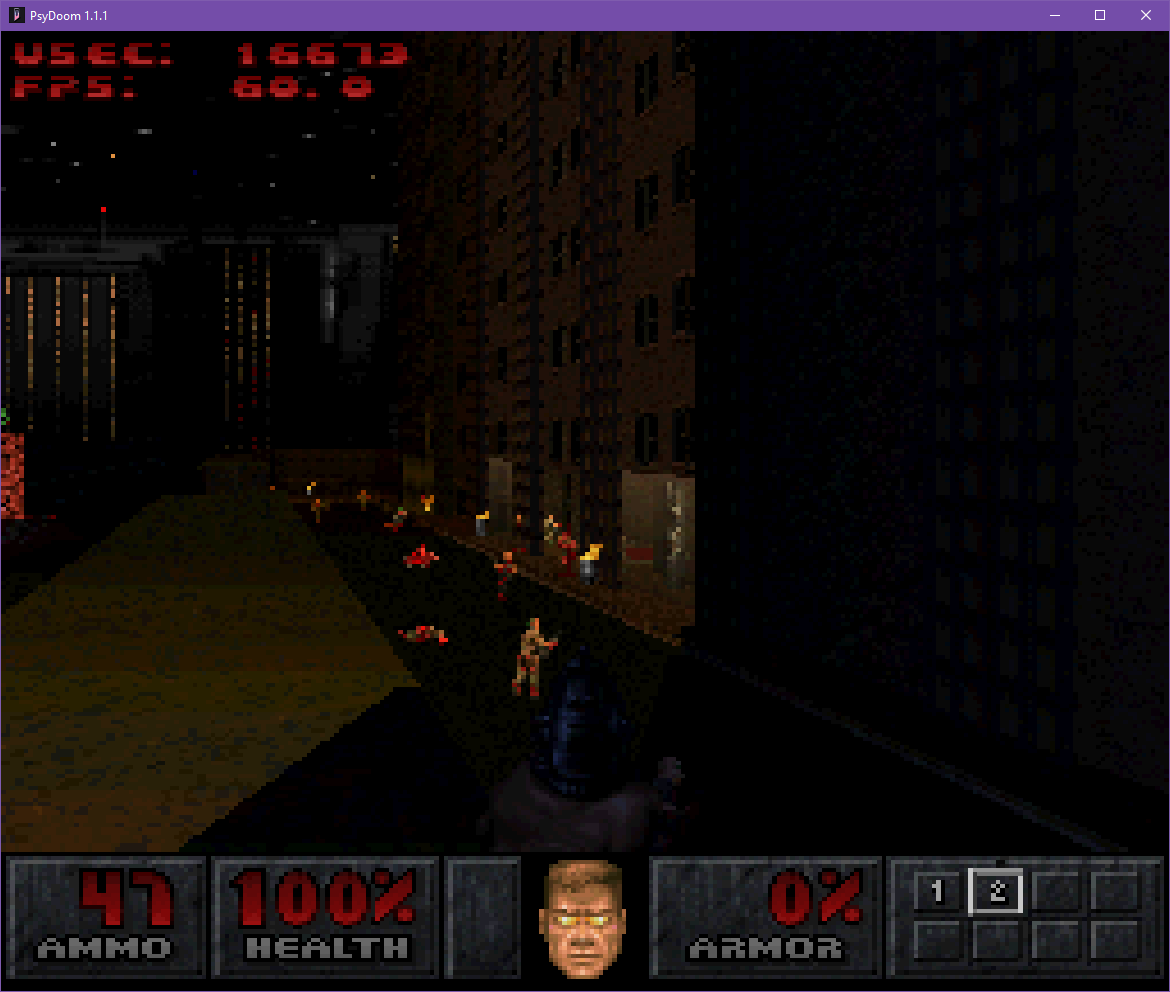 PsyDoom 1.1.1
USEC: 16673
FPS: 60.0
47 100% 0% 1 2
AMMO HEALTH ARMOR